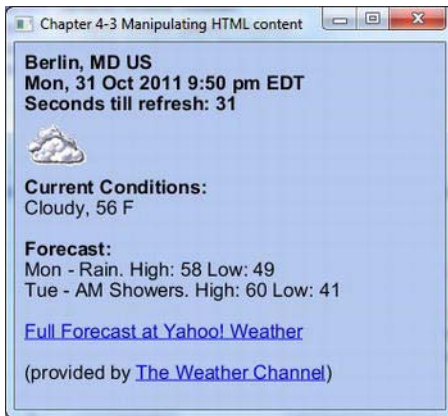 Chapter 4-3 Manipulating HTML content
Berlin, MD US
Mon, 31 Oct 2011 9:50 pm EDT
Seconds till refresh: 31
Current Conditions:
Cloudy, 56 F
Forecast:
Mon - Rain. High: 58 Low: 49
Tue - AM Showers. High: 60 Low: 41
Full Forecast at Yahoo! Weather
(provided by The Weather Channel)